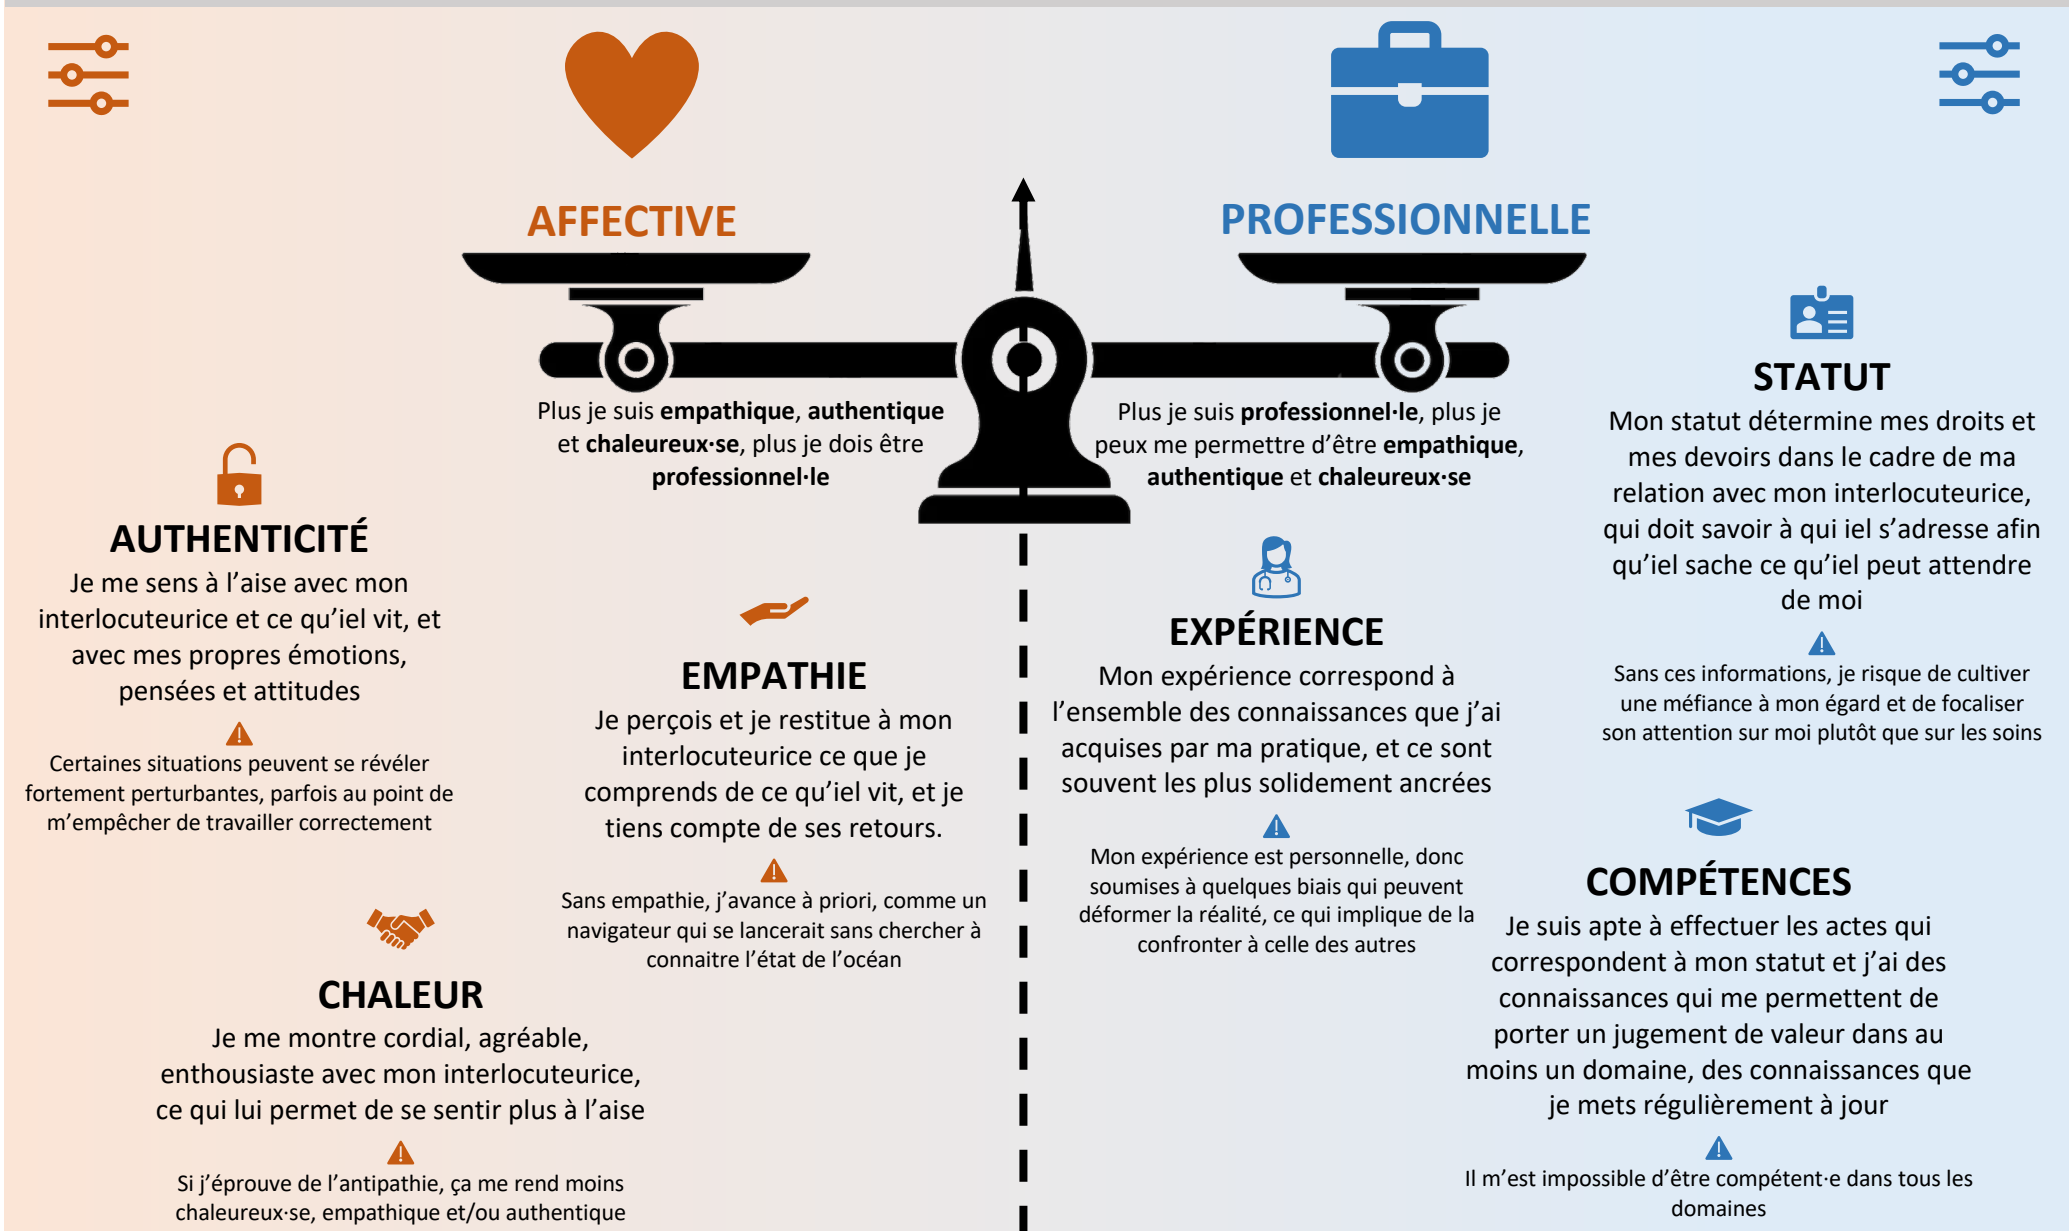 AFFECTIVE
Plus je suis empathique, authentique
et chaleureux·se, plus je dois être
professionnel·le
AUTHENTICITÉ
Je me sens à l'aise avec mon
interlocuteurice et ce qu'iel vit, et
avec mes propres émotions,
pensées et attitudes
Certaines situations peuvent se révéler
fortement perturbantes, parfois au point de
m'empêcher de travailler correctement
EMPATHIE
Je perçois et je restitue à mon
interlocuteurice ce que je
comprends de ce qu'iel vit, et je
tiens compte de ses retours.
Sans empathie, j'avance à priori, comme un
navigateur qui se lancerait sans chercher à
connaitre l'état de l'océan
CHALEUR
Je me montre cordial, agréable,
enthousiaste avec mon interlocuteurice,
ce qui lui permet de se sentir plus à l'aise
Si j'éprouve de l'antipathie, ça me rend moins
chaleureux·se, empathique et/ou authentique
PROFESSIONNELLE
Plus je suis professionnel·le, plus je
peux me permettre d'être empathique,
authentique et chaleureux·se
STATUT
Mon statut détermine mes droits et
mes devoirs dans le cadre de ma
relation avec mon interlocuteurice,
qui doit savoir à qui iel s'adresse afin
qu'iel sache ce qu'iel peut attendre
de moi
Sans ces informations, je risque de cultiver
une méfiance à mon égard et de focaliser
son attention sur moi plutôt que sur les soins
EXPÉRIENCE
Mon expérience correspond à
l'ensemble des connaissances que j'ai
acquises par ma pratique, et ce sont
souvent les plus solidement ancrées
Mon expérience est personnelle, donc
soumises à quelques biais qui peuvent
déformer la réalité, ce qui implique de la
confronter à celle des autres
COMPÉTENCES
Je suis apte à effectuer les actes qui
correspondent à mon statut et j'ai des
connaissances qui me permettent de
porter un jugement de valeur dans au
moins un domaine, des connaissances que
je mets régulièrement à jour
Il m'est impossible d'être compétent·e dans tous les
domaines